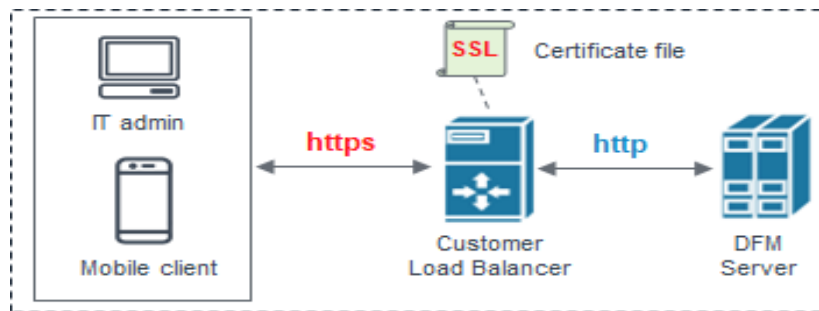 SSL
Certificate file
IT admin
https
http
Mobile client
Customer
Load Balancer
DFM
Server